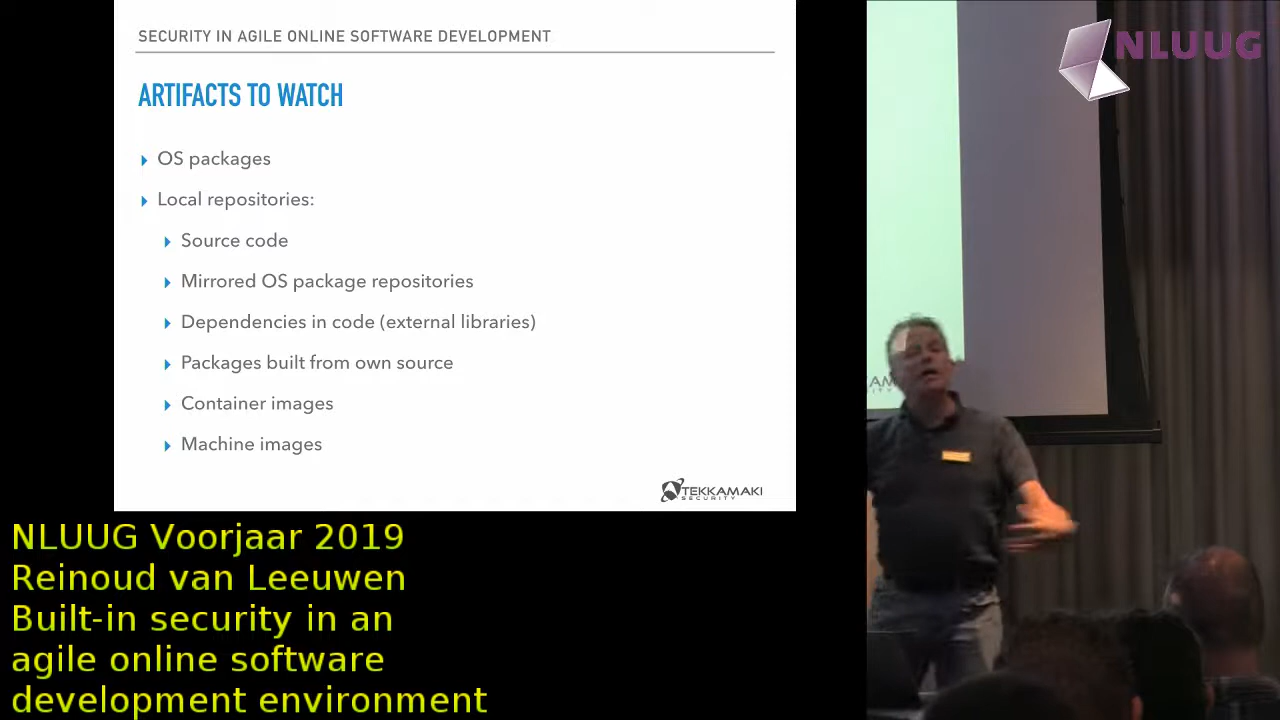 SECURITY IN AGILE ONLINE SOFTWARE DEVELOPMENT
ARTIFACTS TO WATCH
OS packages
Local repositories:
Source code
Mirrored OS package repositories
Dependencies in code (external libraries)
Packages built from own source
Container images
Machine images
TEKKAMAKI
SECURITY
NLUUG
NLUUG Voorjaar 2019
Reinoud van Leeuwen
Built-in security in an
agile online software
development environment